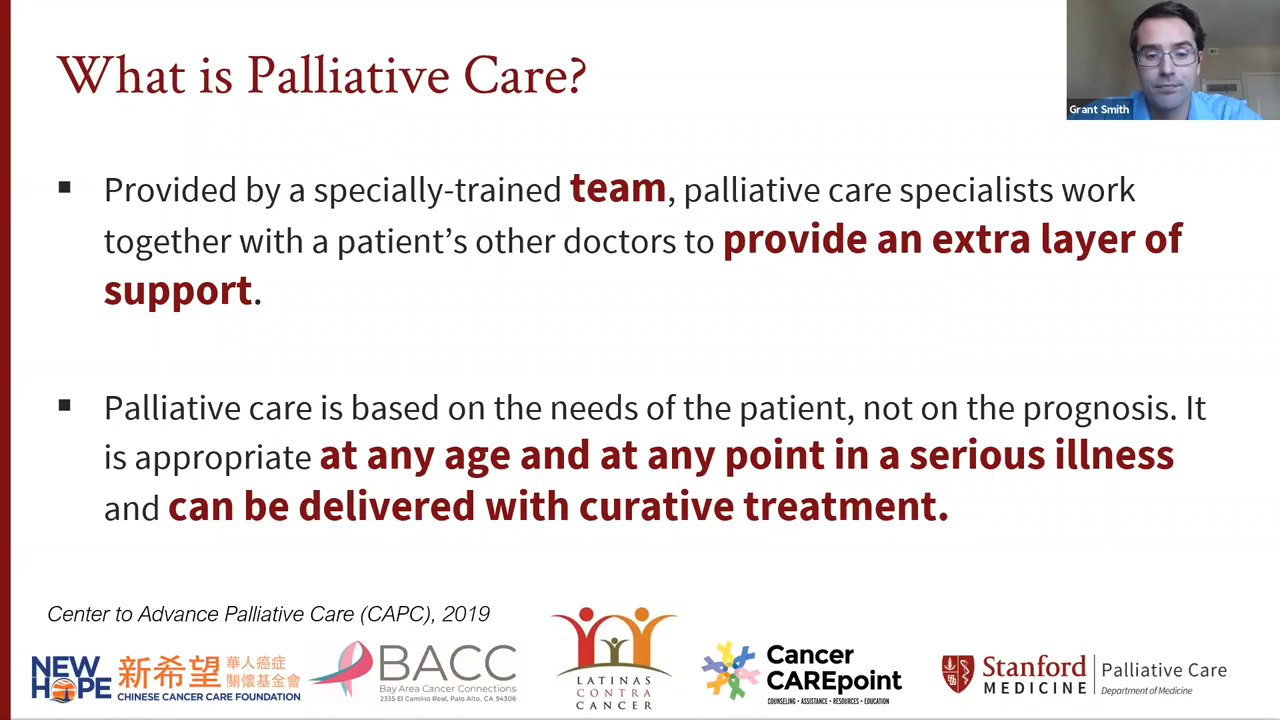 What is Palliative Care?
Grant Smith
▪ Provided by a specially-trained team, palliative care specialists work
together with a patient's other doctors to provide an extra layer of
support.
▪ Palliative care is based on the needs of the patient, not on the prognosis. It
is appropriate at any age and at any point in a serious illness
and can be delivered with curative treatment.
Center to Advance Palliative Care (CAPC), 2019
NEW
HOPE
新希望
華人癌症
關懷基金會
CHINESE CANCER CARE FOUNDATION
BACC
Bay Area Cancer Connections
2335 El Camino Real, Palo Alto, CA 94306
LATINAS
CONTRA
CANCER
Cancer
CAREpoint
COUNSELING • ASSISTANCE • RESOURCES • EDUCATION
Stanford
MEDICINE
Palliative Care
Department of Medicine